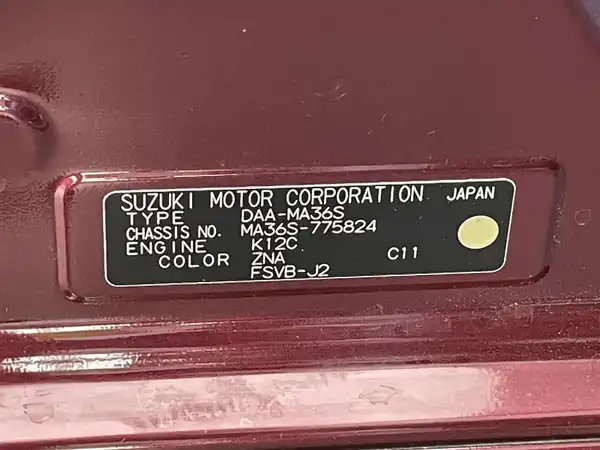 SUZUKI MOTOR CORPORATION JAPAN
TYPE DAA-MA36S
CHASSIS NO. MA36S-775824
ENGINE K12C
COLOR ZNA C11
FSVB-J2